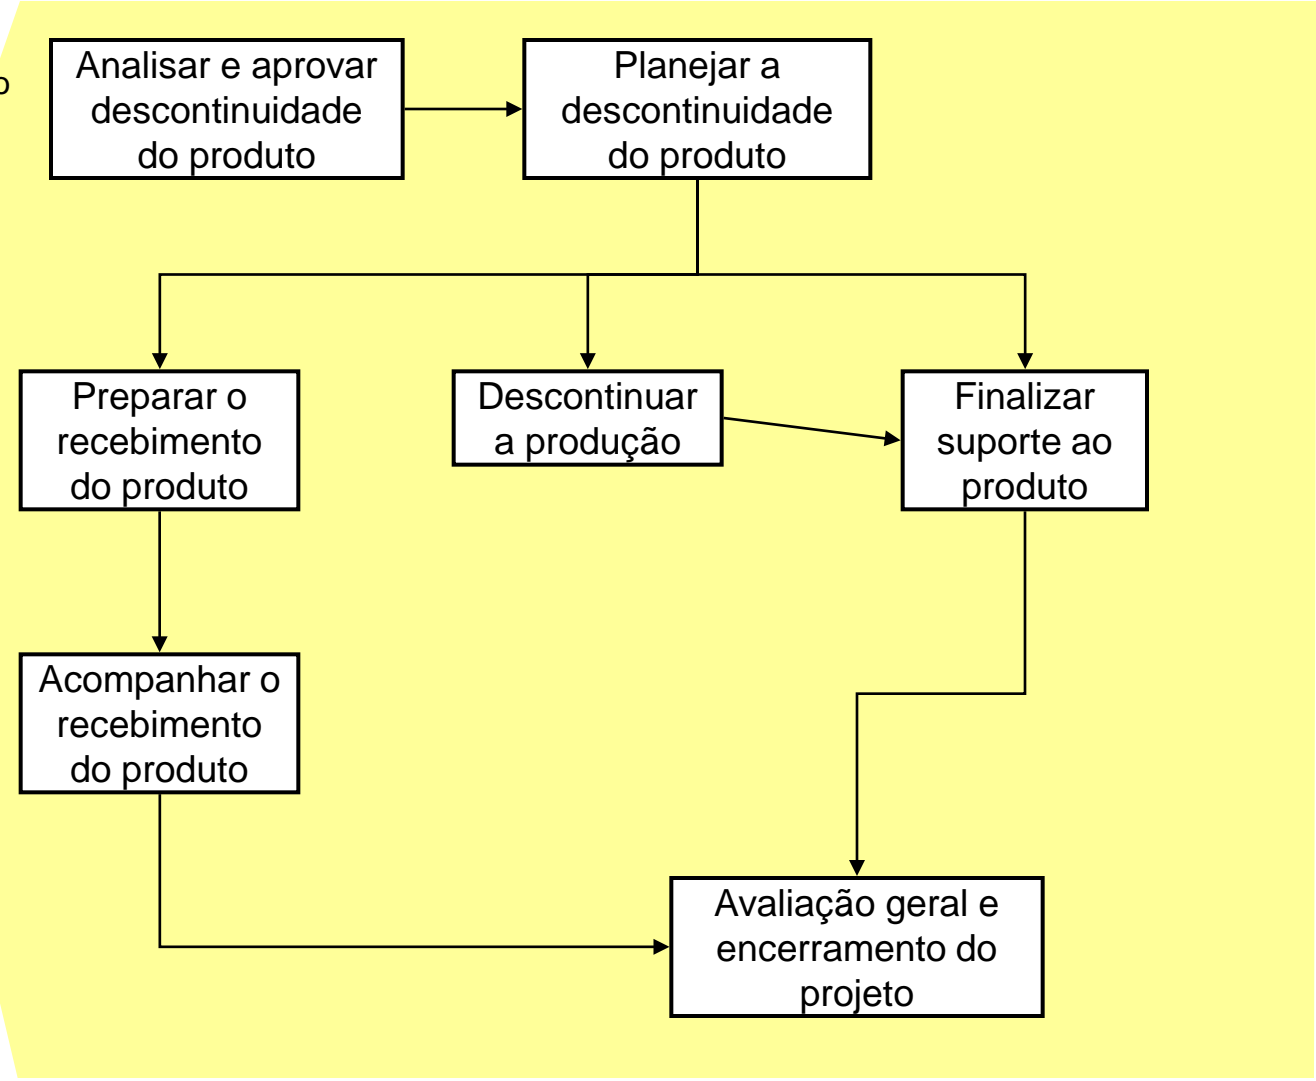 Analisar e aprovar
descontinuidade
do produto
Planejar a
descontinuidade
do produto
Preparar o
recebimento
do produto
Descontinuar
a produção
Finalizar
suporte ao
produto
Acompanhar o
recebimento
do produto
Avaliação geral e
encerramento do
projeto